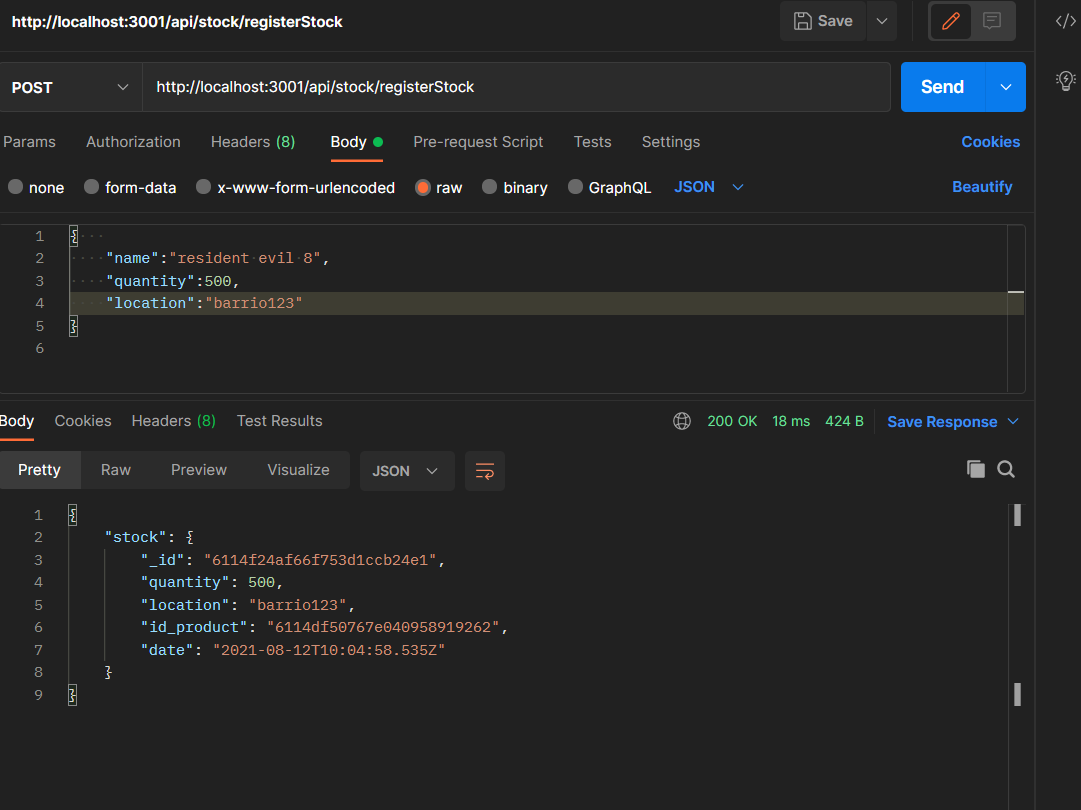 http://localhost:3001/api/stock/registerStock Save
POST http://localhost:3001/api/stock/registerStock Send
Params Authorization Headers (8) Body Pre-request Script Tests Settings Cookies
none form-data x-www-form-urlencoded raw binary GraphQL JSON Beautify
1 {
2 "name":"resident evil 8",
3 "quantity":500,
4 "location":"barrio123"
5 }
6
Body Cookies Headers (8) Test Results 200 OK 18 ms 424 B Save Response
Pretty Raw Preview Visualize JSON
1 {
2 "stock": {
3 "_id": "6114f24af66f753d1ccb24e1",
4 "quantity": 500,
5 "location": "barrio123",
6 "id_product": "6114df50767e040958919262",
7 "date": "2021-08-12T10:04:58.535Z"
8 }
9 }